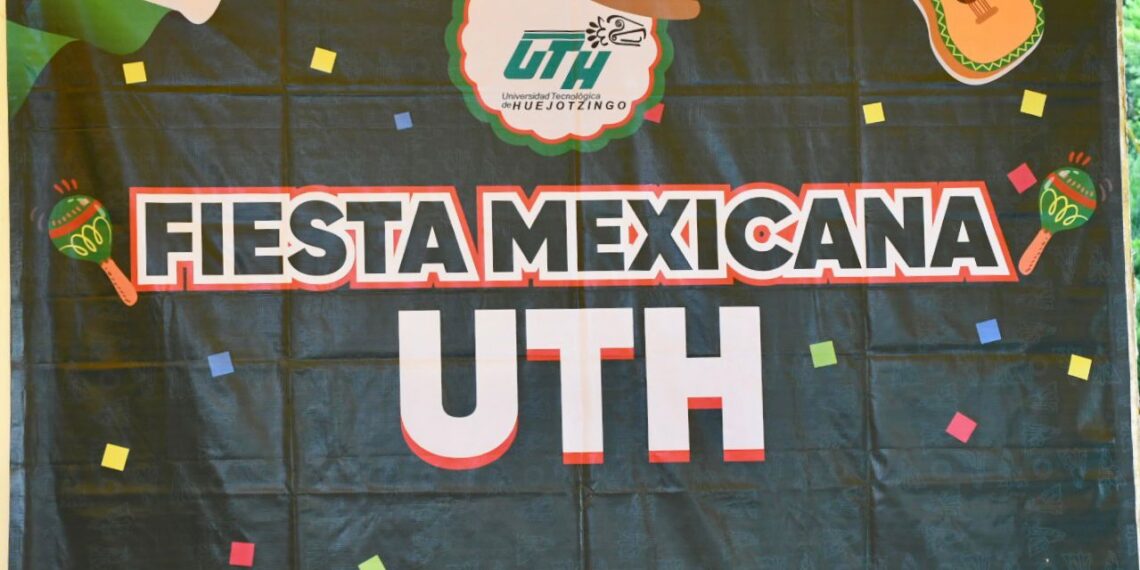 UTH
Universidad Tecnológica
de HUEJOTZINGO
FIESTA MEXICANA
UTH